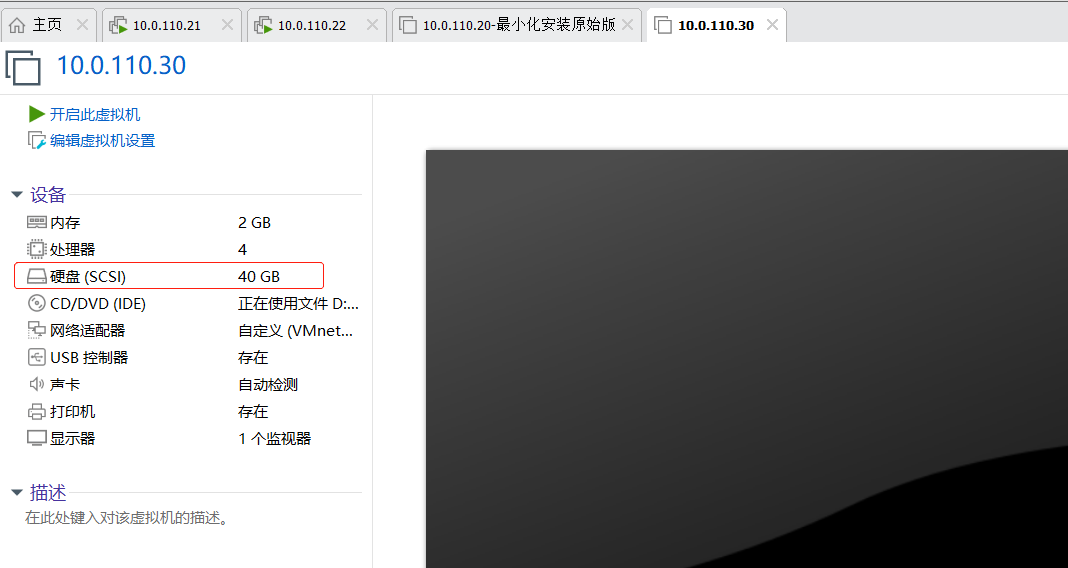 主页
10.0.110.21
10.0.110.22
10.0.110.20-最小化安装原始版
10.0.110.30
10.0.110.30
开启此虚拟机
编辑虚拟机设置
设备
内存 2 GB
处理器 4
硬盘 (SCSI) 40 GB
CD/DVD (IDE) 正在使用文件 D:...
网络适配器 自定义 (VMnet...
USB 控制器 存在
声卡 自动检测
打印机 存在
显示器 1 个监视器
描述
在此处键入对该虚拟机的描述。